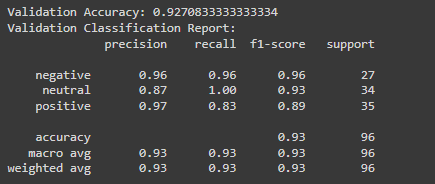 Validation Accuracy: 0.9270833333333334
Validation Classification Report:
precision recall f1-score support
negative 0.96 0.96 0.96 27
neutral 0.87 1.00 0.93 34
positive 0.97 0.83 0.89 35
accuracy 0.93 96
macro avg 0.93 0.93 0.93 96
weighted avg 0.93 0.93 0.93 96